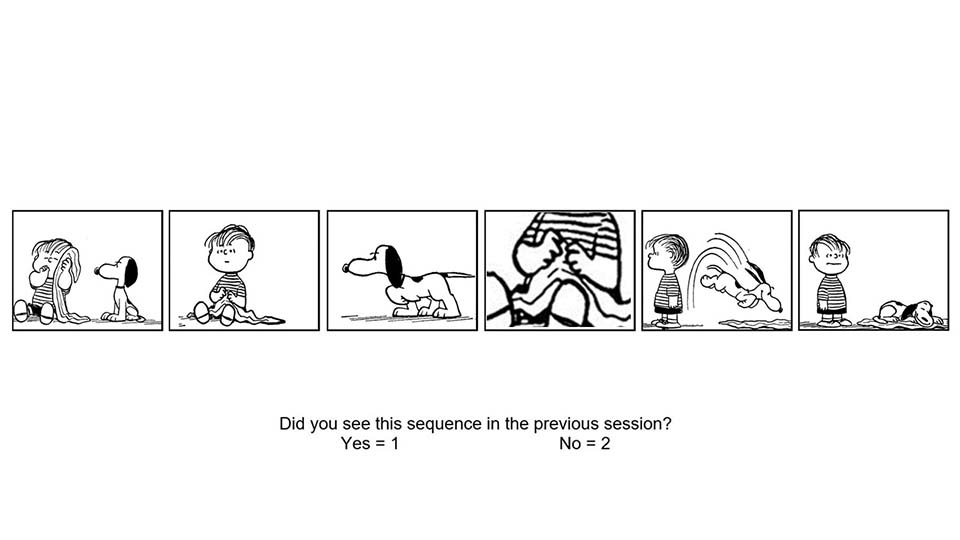 Did you see this sequence in the previous session?
Yes = 1 No = 2